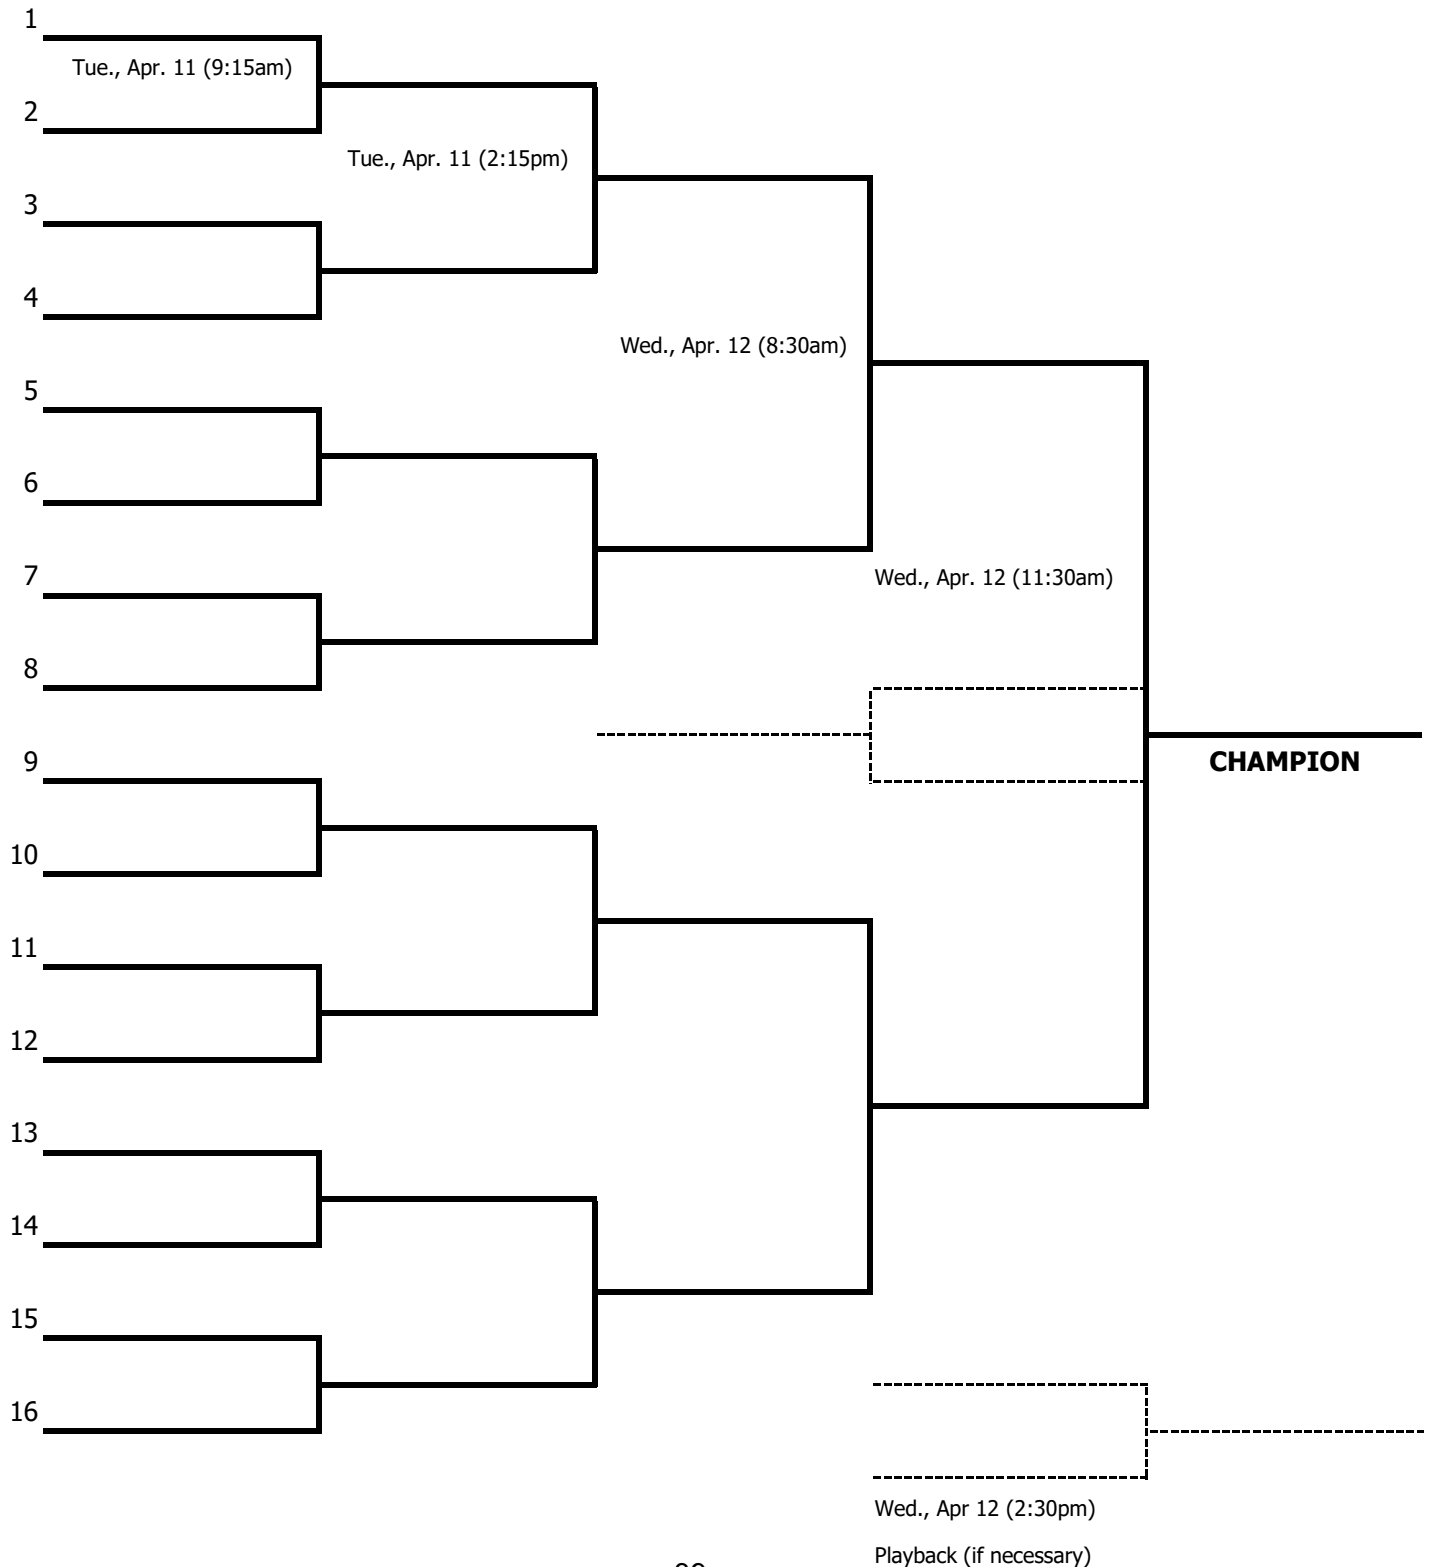 1
Tue., Apr. 11 (9:15am)
2
Tue., Apr. 11 (2:15pm)
3
4
Wed., Apr. 12 (8:30am)
5
6
7
Wed., Apr. 12 (11:30am)
8
9
CHAMPION
10
11
12
13
14
15
16
Wed., Apr 12 (2:30pm)
Playback (if necessary)